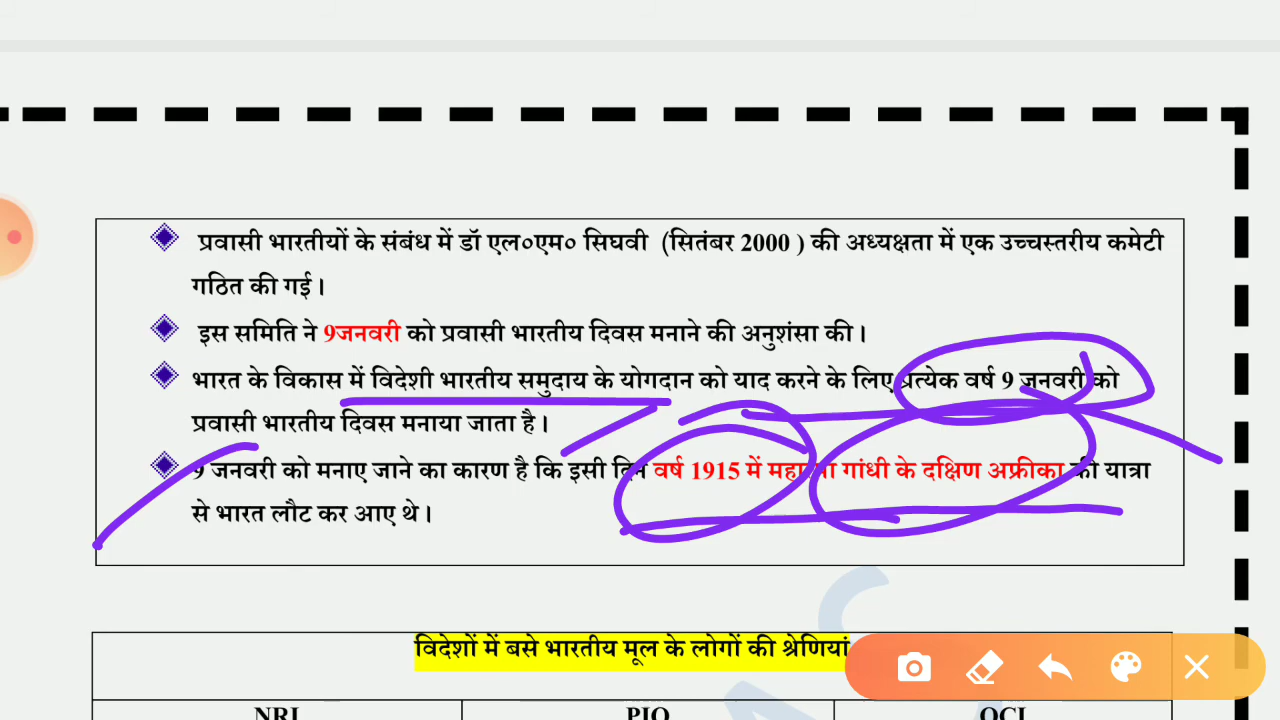 प्रवासी भारतीयों के संबंध में डॉ एल०एम० सिघवी (सितंबर 2000 ) की अध्यक्षता में एक उच्चस्तरीय कमेटी
गठित की गई।
इस समिति ने 9जनवरी को प्रवासी भारतीय दिवस मनाने की अनुशंसा की।
भारत के विकास में विदेशी भारतीय समुदाय के योगदान को याद करने के लिए प्रत्येक वर्ष 9 जनवरी को
प्रवासी भारतीय दिवस मनाया जाता है।
9 जनवरी को मनाए जाने का कारण है कि इसी दिन वर्ष 1915 में महात्मा गांधी के दक्षिण अफ्रीका की यात्रा
से भारत लौट कर आए थे।
विदेशों में बसे भारतीय मूल के लोगों की श्रेणियां
NRI PIO OCI